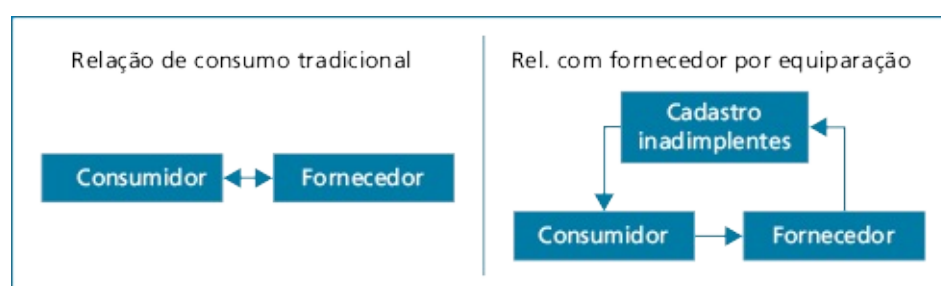 Relação de consumo tradicional
Consumidor
Fornecedor
Rel. com fornecedor por equiparação
Cadastro
inadimplentes
Consumidor
Fornecedor